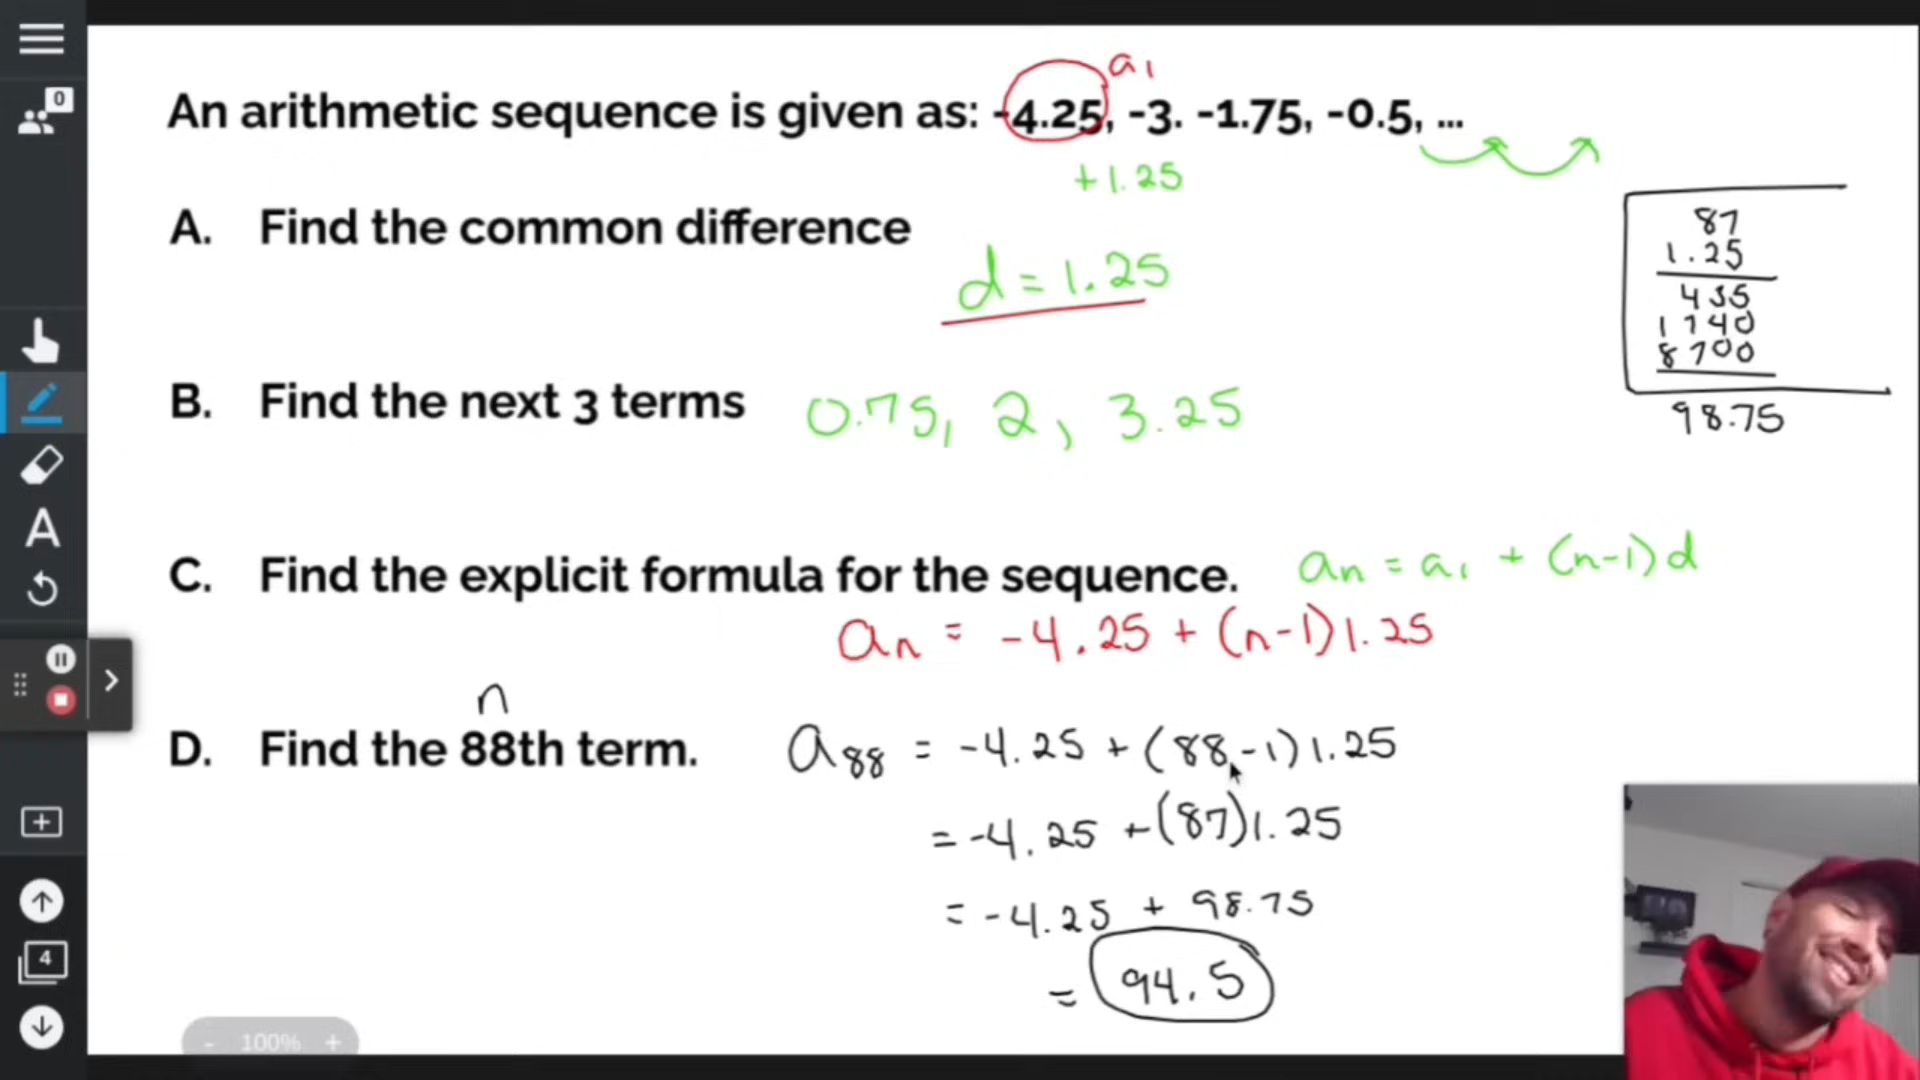 0
a₁
An arithmetic sequence is given as: -4.25, -3. -1.75, -0.5, ...
+1.25
A. Find the common difference
d = 1.25
87
1.25
435
1740
8700
98.75
B. Find the next 3 terms 0.75, 2, 3.25
C. Find the explicit formula for the sequence. aₙ = a₁ + (n-1)d
aₙ = -4.25 + (n-1)1.25
n
D. Find the 88th term. a₈₈ = -4.25 + (88-1)1.25
= -4.25 + (87)1.25
= -4.25 + 98.75
= 94.5
A
4
- 100% +